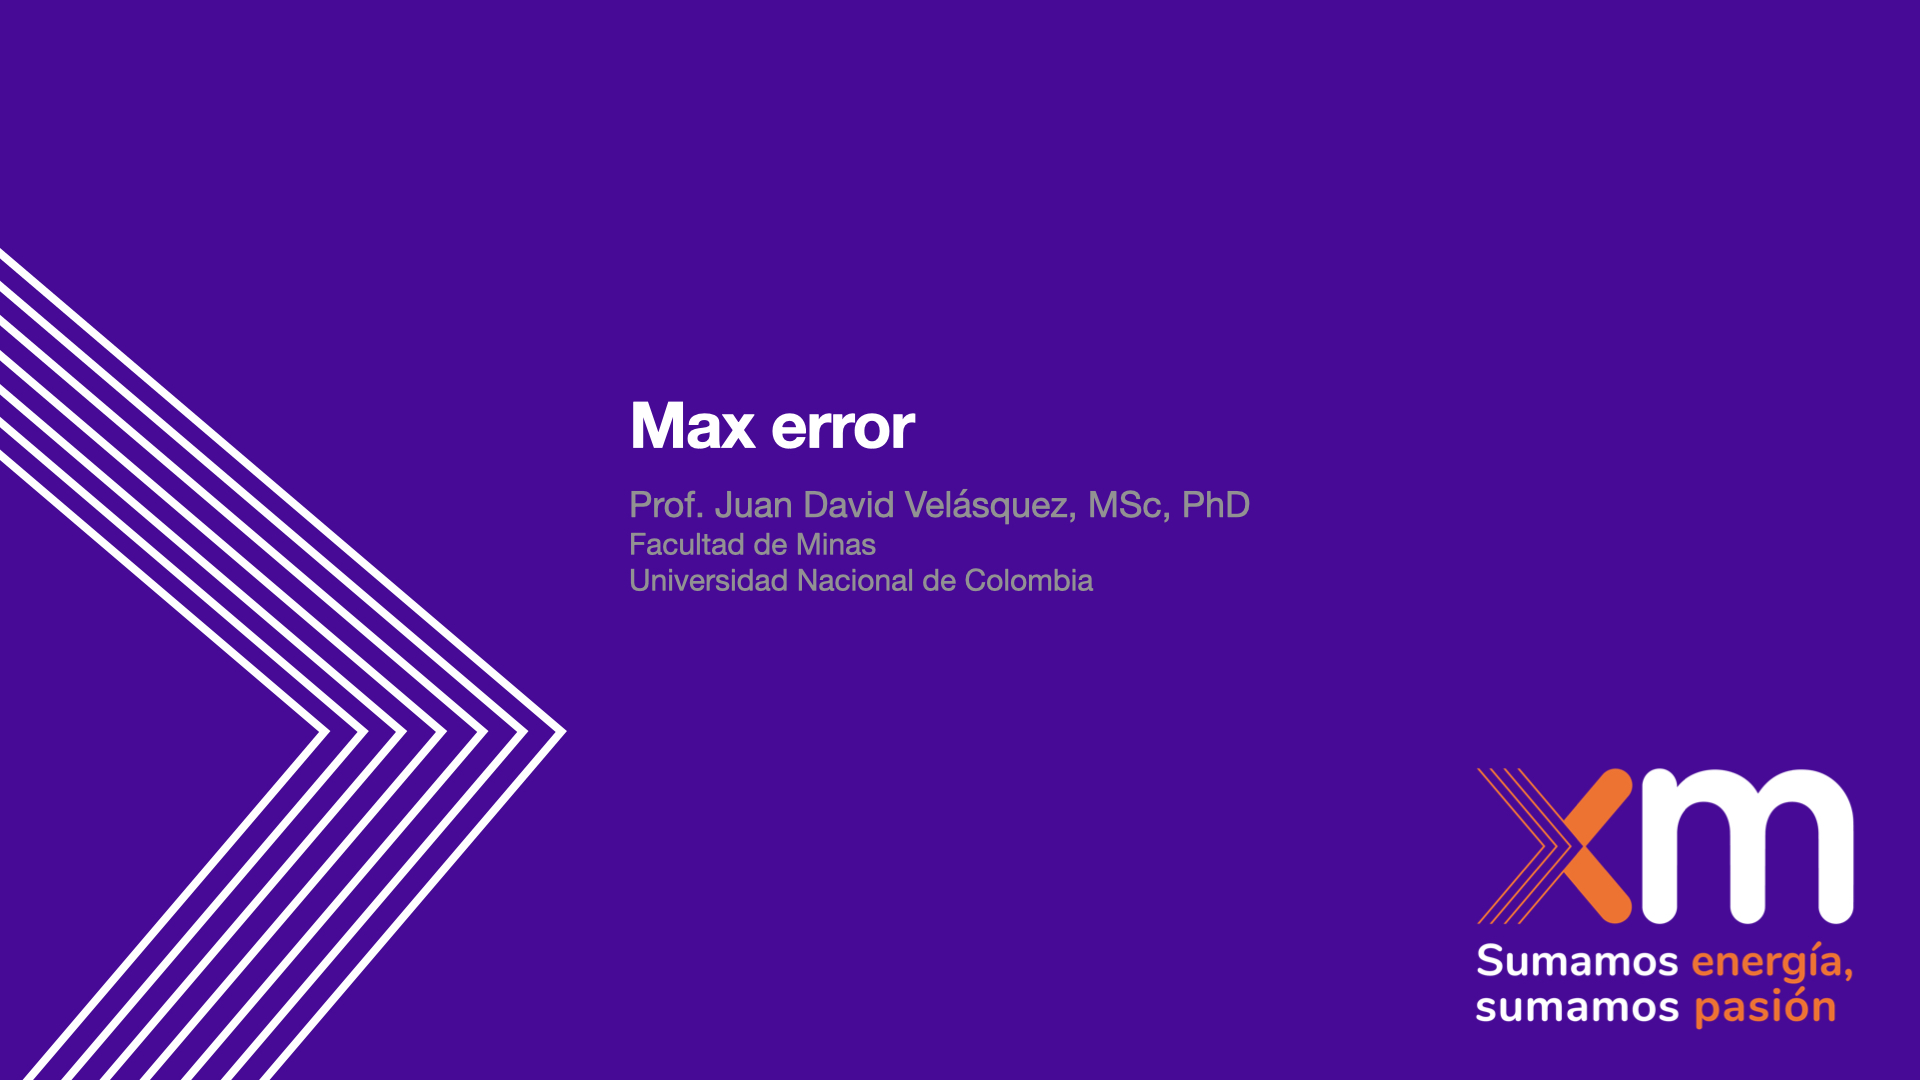 Max error
Prof. Juan David Velásquez, MSc, PhD
Facultad de Minas
Universidad Nacional de Colombia
xm
Sumamos energía,
sumamos pasión